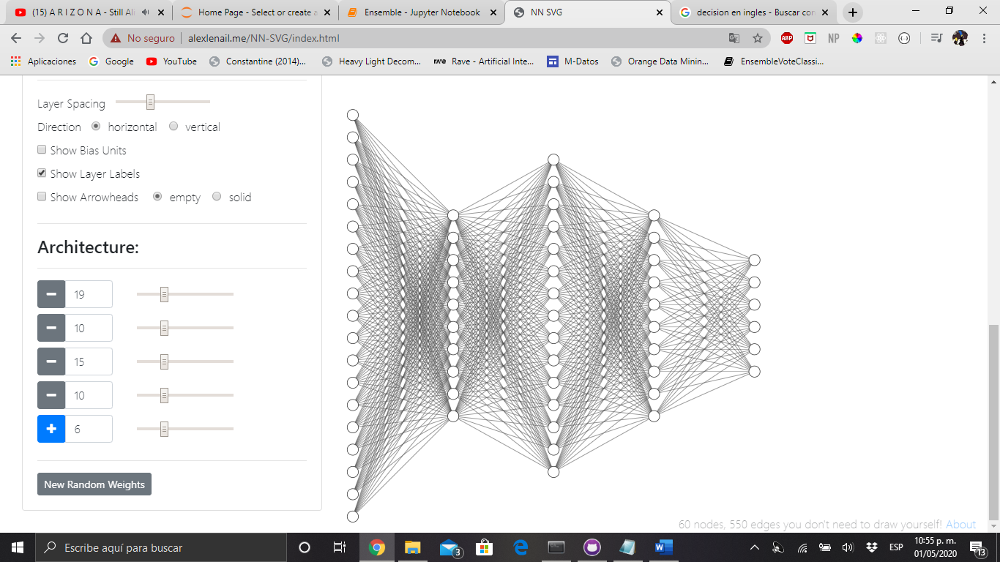 (15) A R I Z O N A - Still Ali
Home Page - Select or create a
Ensemble - Jupyter Notebook
NN SVG
decision en ingles - Buscar con
No seguro | alexlenail.me/NN-SVG/index.html
ABP
NP
Aplicaciones
Google
YouTube
Constantine (2014)...
Heavy Light Decom...
rave
Rave - Artificial Inte...
M-Datos
Orange Data Minin...
EnsembleVoteClassi...
Layer Spacing
Direction horizontal vertical
Show Bias Units
Show Layer Labels
Show Arrowheads empty solid
Architecture:
19
10
15
10
6
New Random Weights
60 nodes, 550 edges you don't need to draw yourself! About
Escribe aquí para buscar
3
ESP
10:55 p. m.
01/05/2020
13